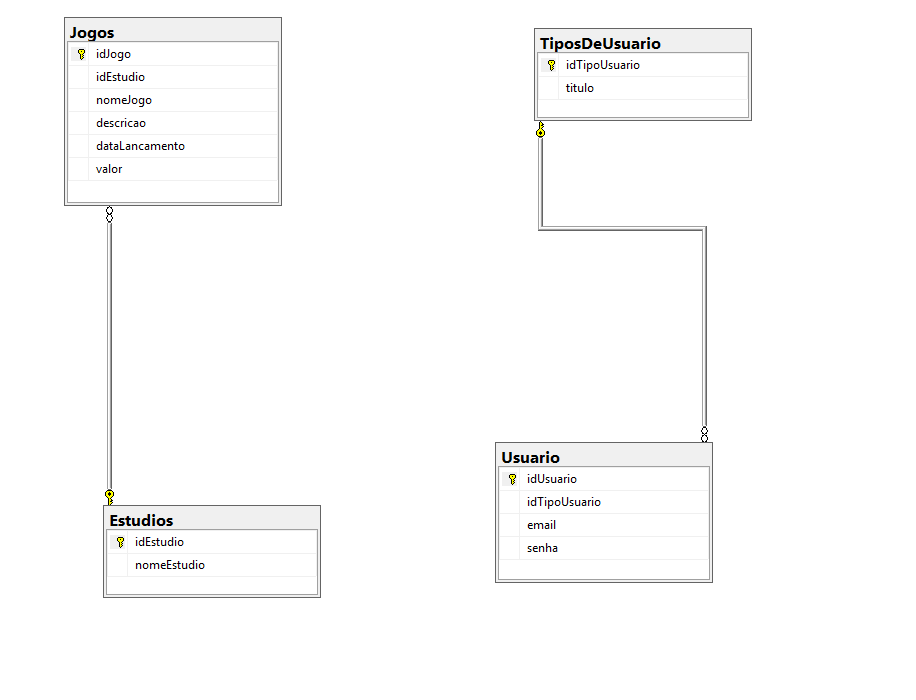 Jogos
idJogo
idEstudio
nomeJogo
descricao
dataLancamento
valor
TiposDeUsuario
idTipoUsuario
titulo
Estudios
idEstudio
nomeEstudio
Usuario
idUsuario
idTipoUsuario
email
senha